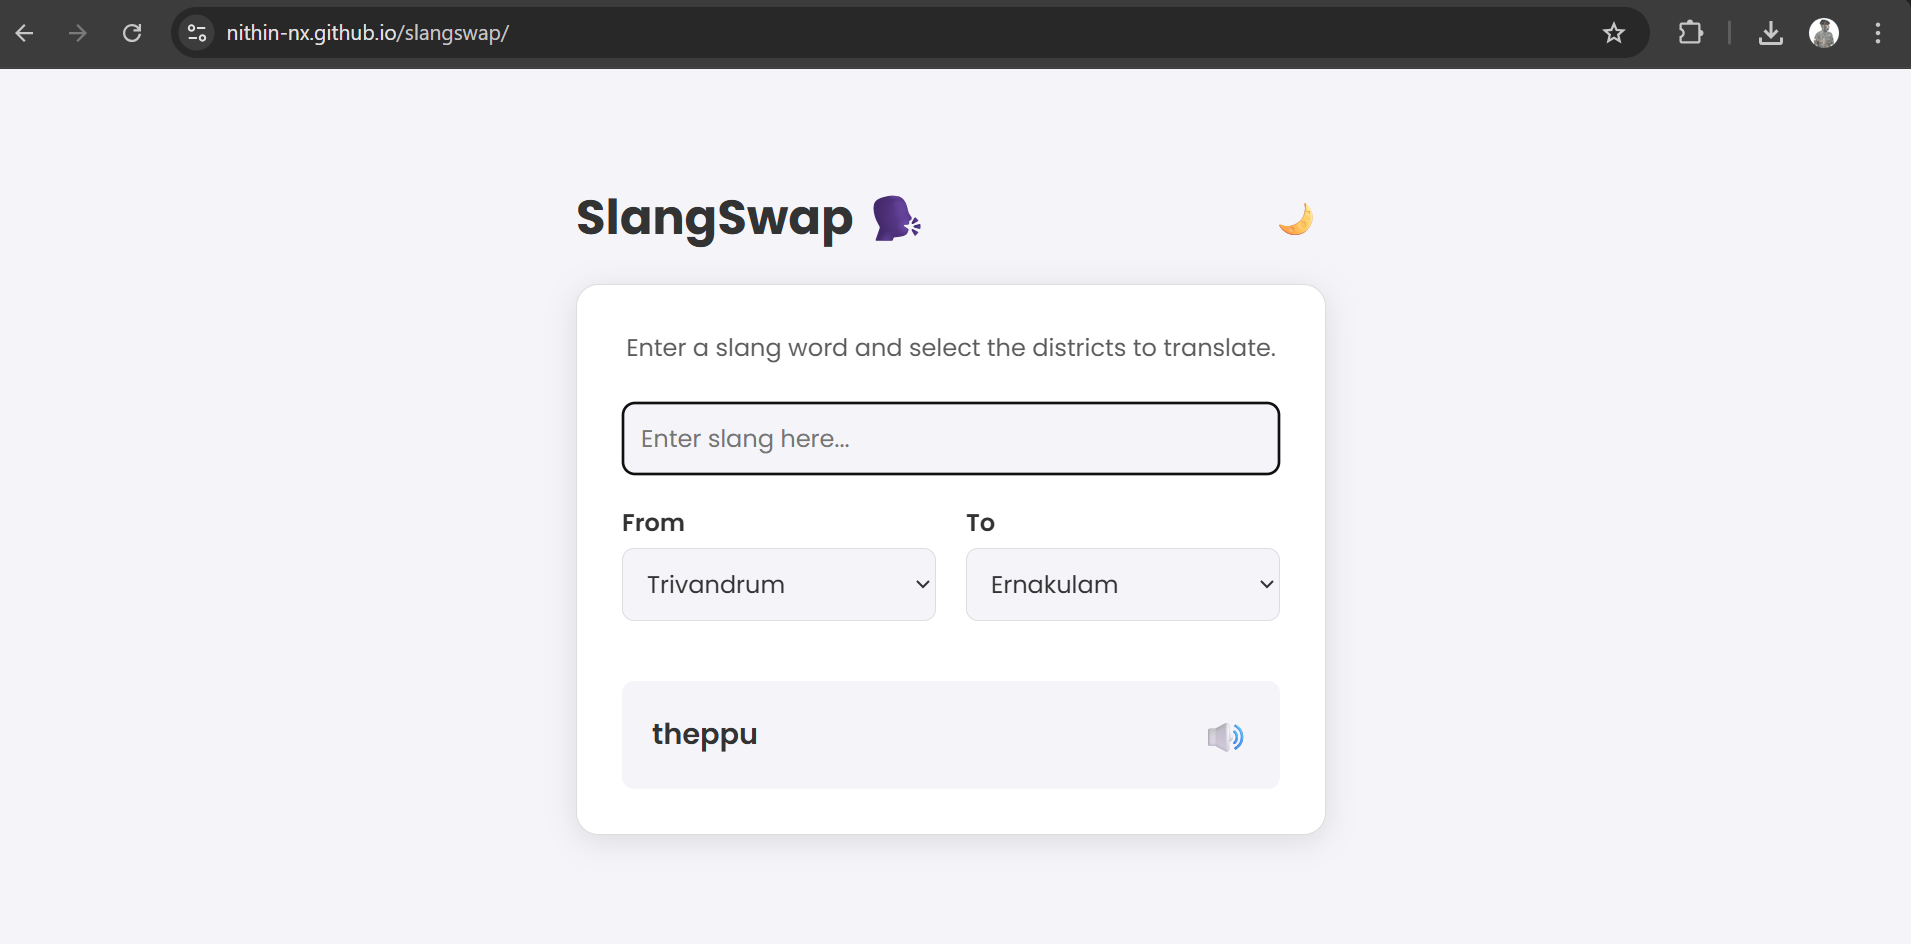 nithin-nx.github.io/slangswap/
SlangSwap
Enter a slang word and select the districts to translate.
Enter slang here...
From To
Trivandrum Ernakulam
theppu